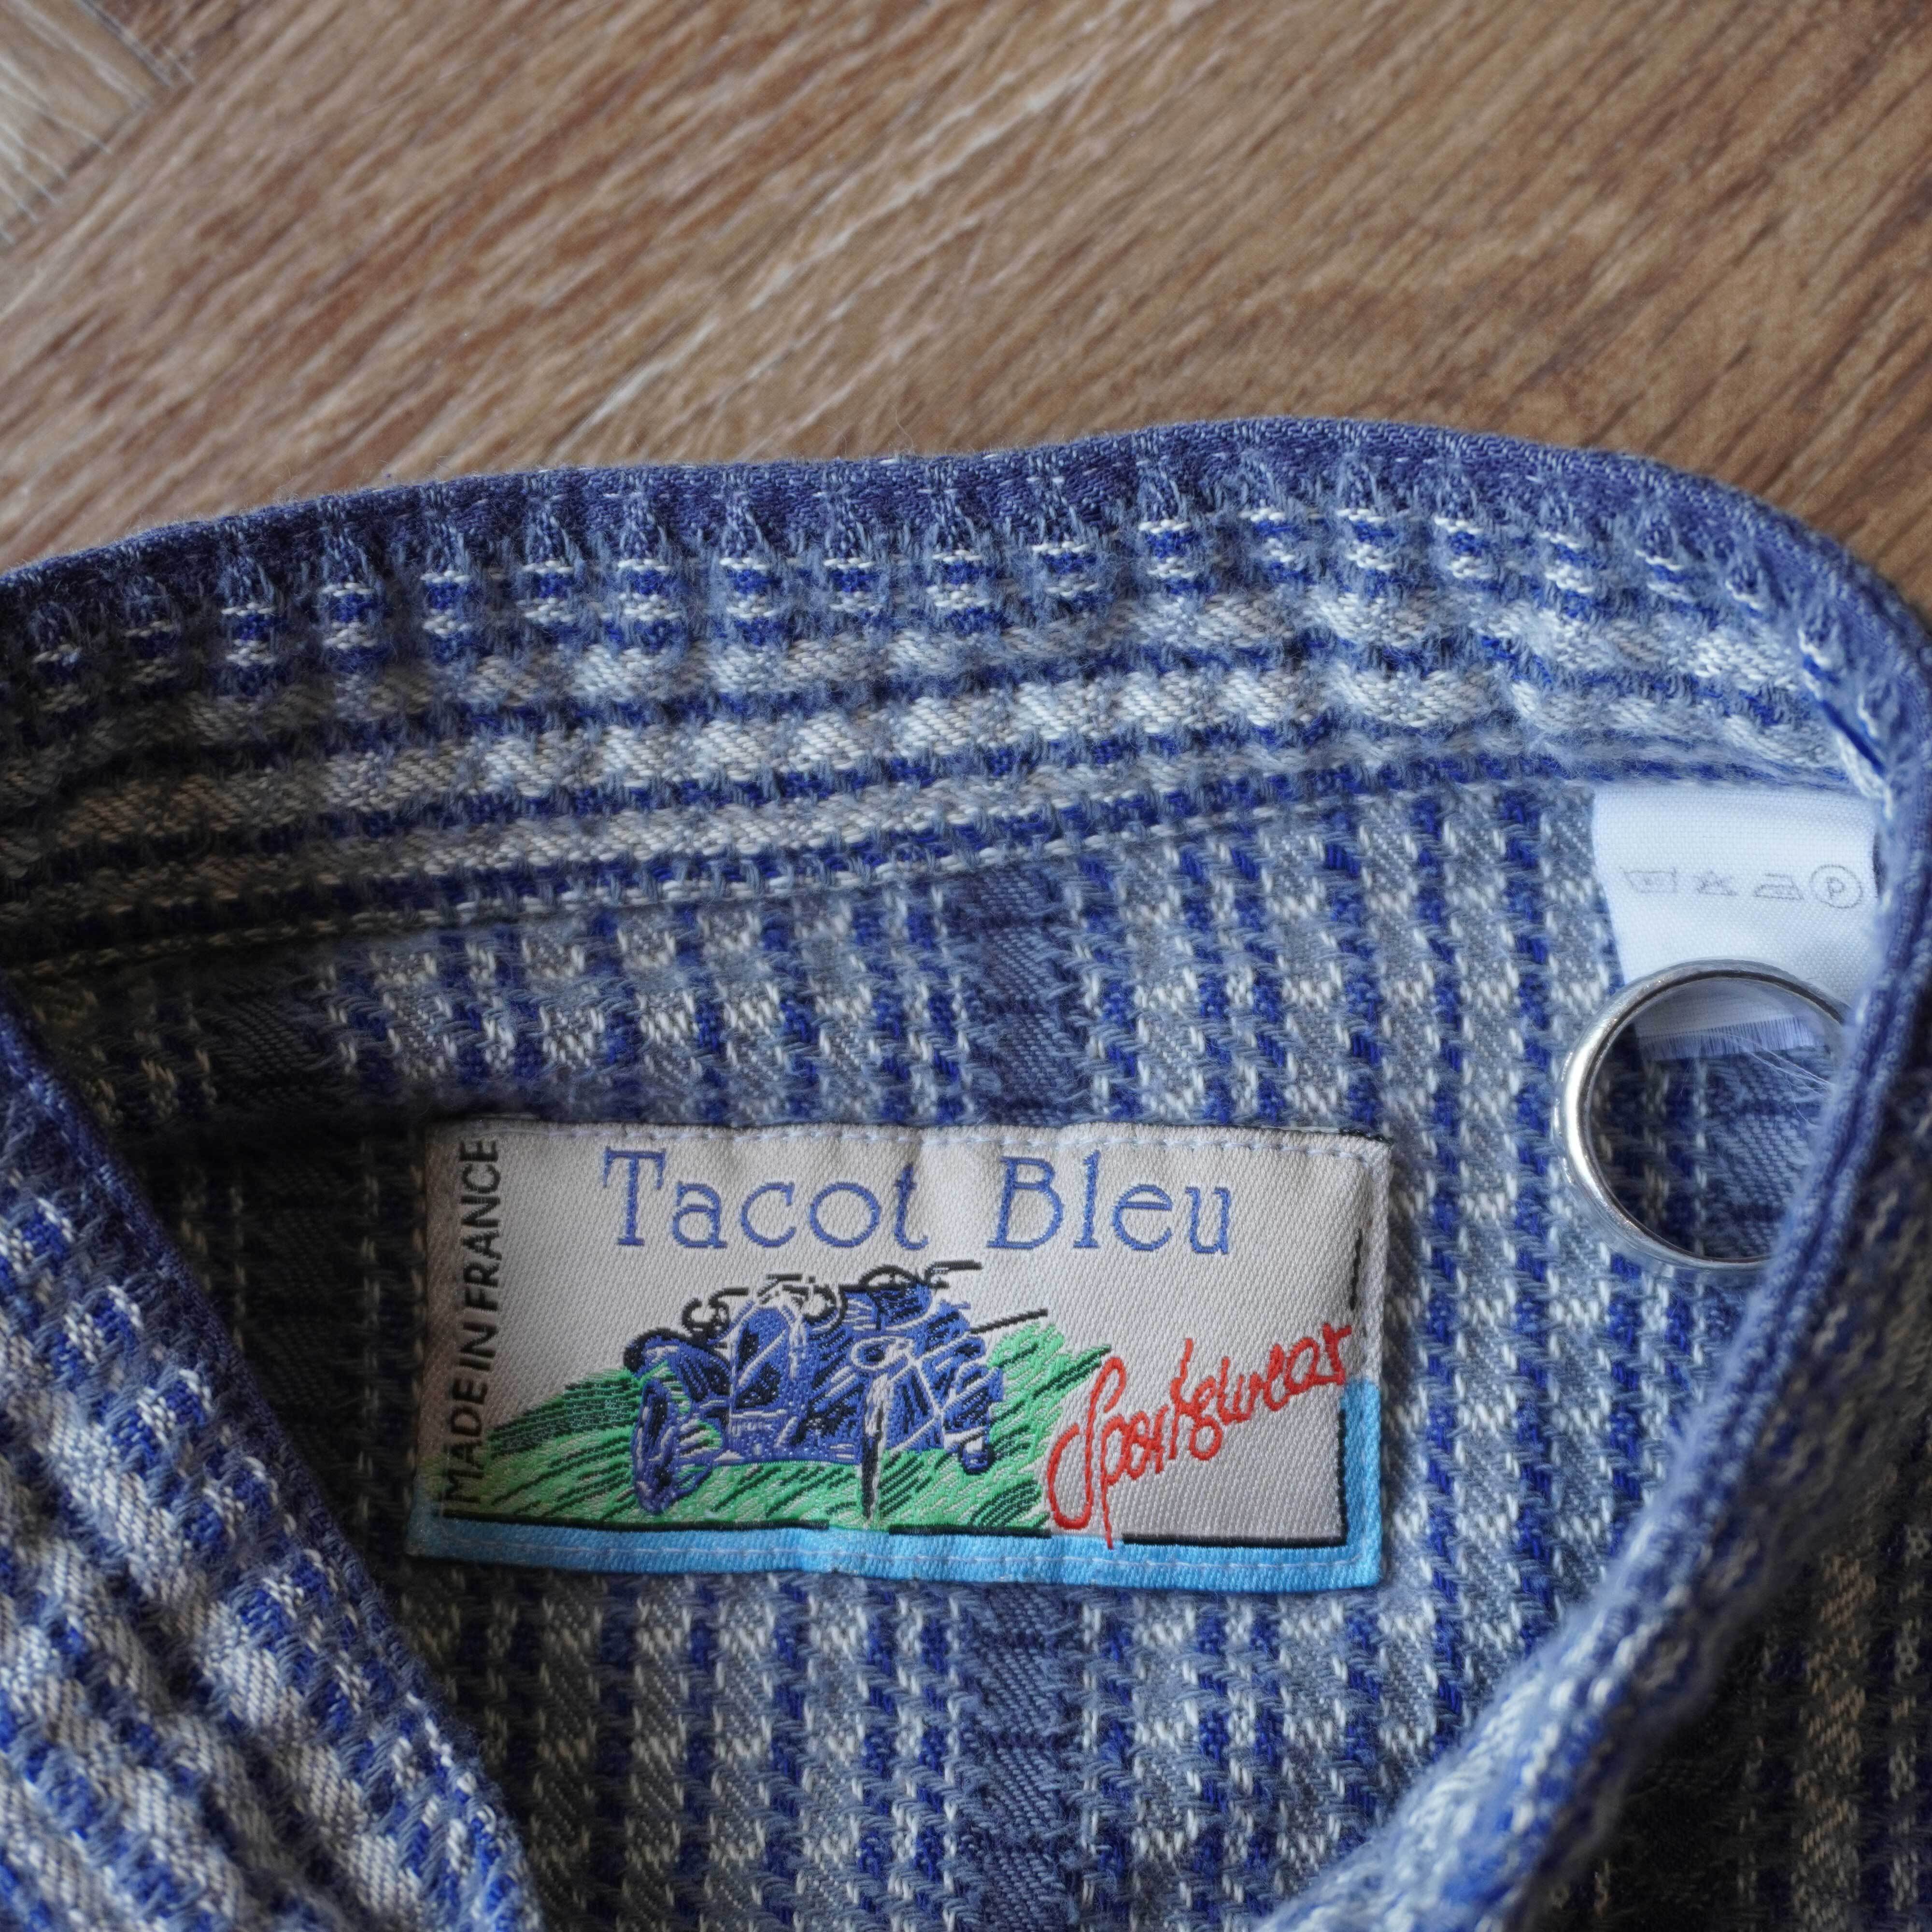 Tacot Bleu
MADE IN FRANCE
Sportswear
P